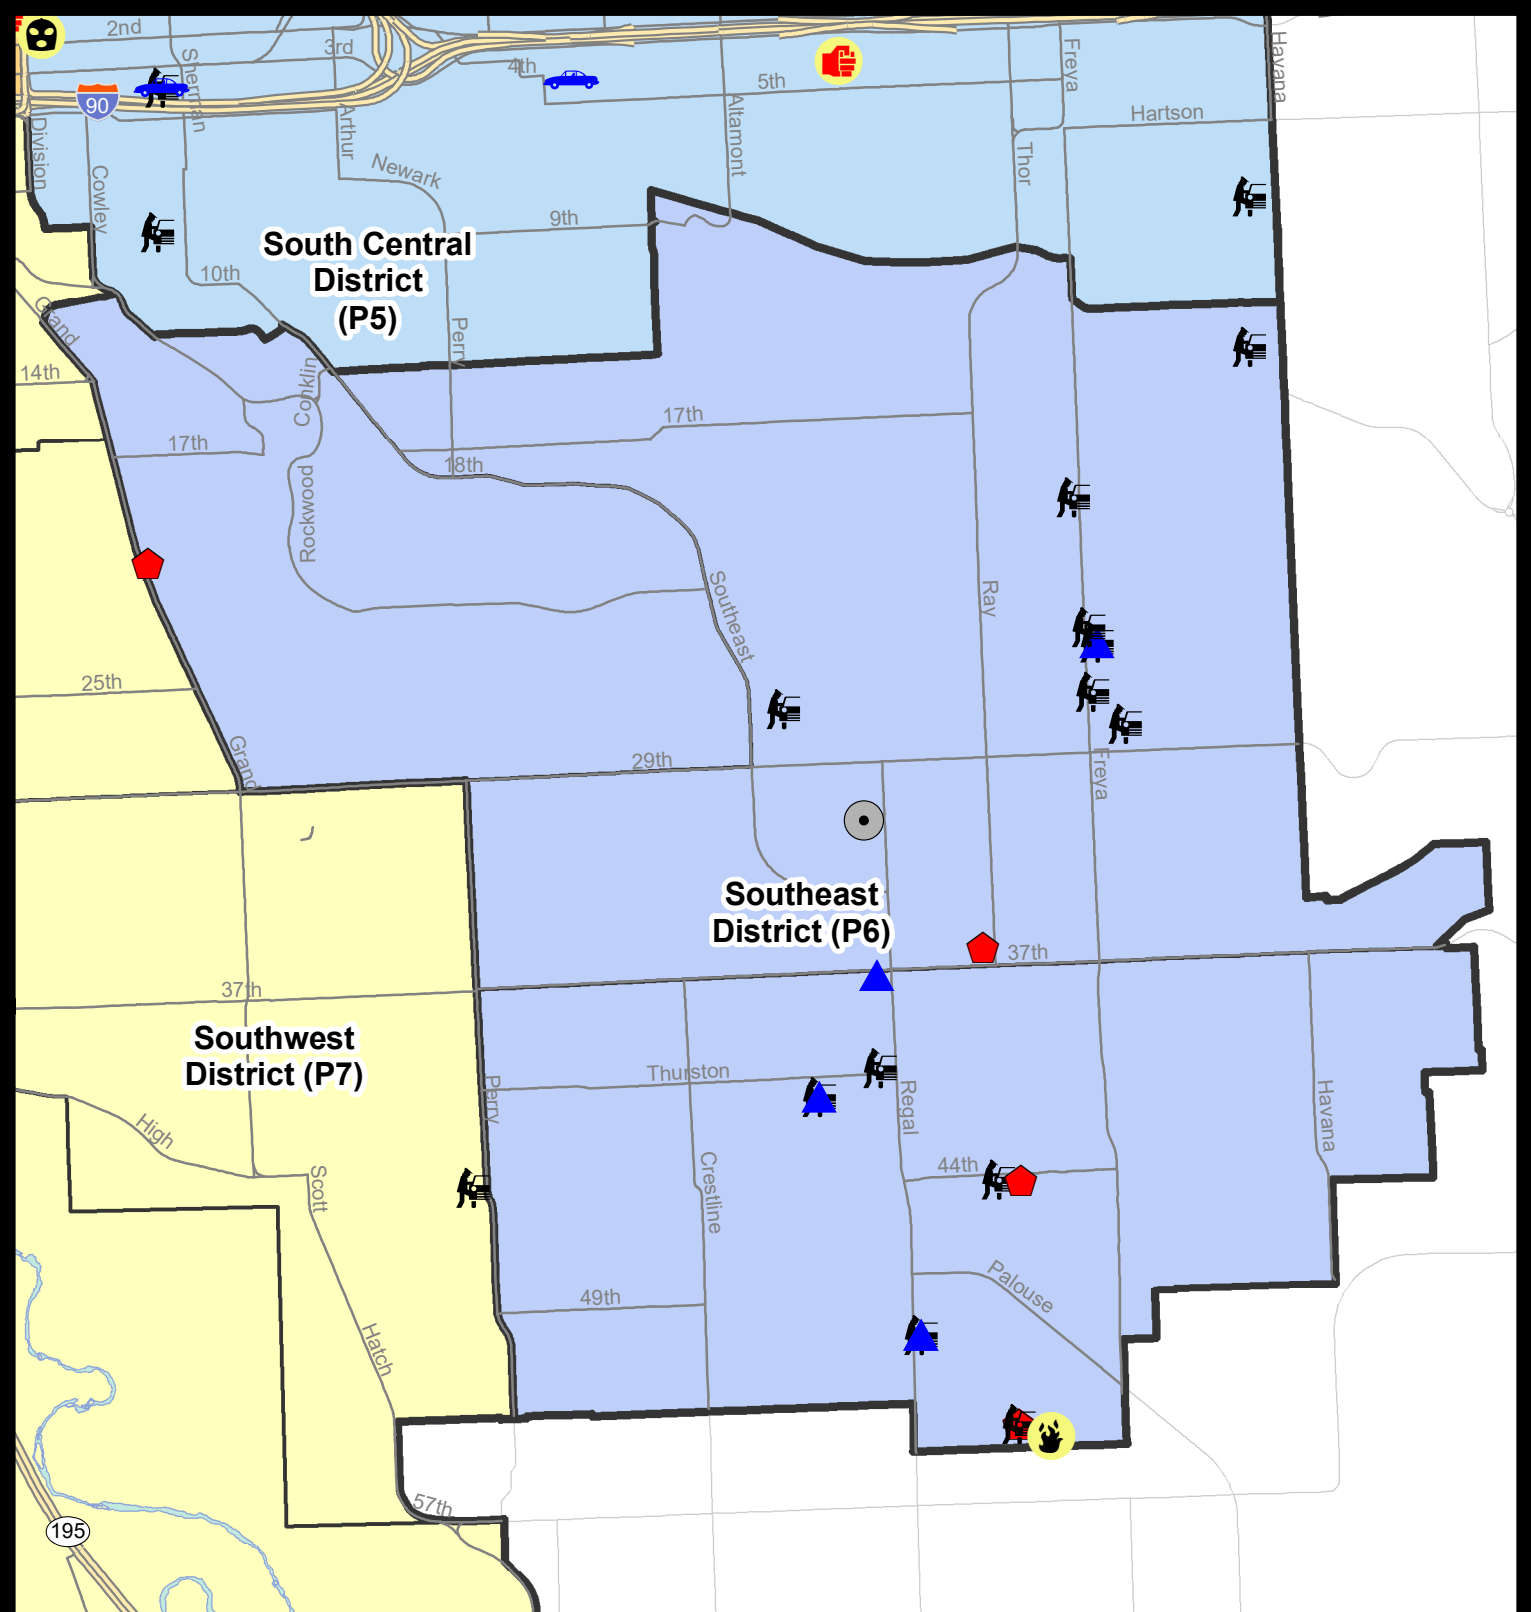 2nd
3rd
4th
5th
Sherman
Freya
Havana
90
Division
Arthur
Altamont
Hartson
Thor
Cowley
Newark
9th
South Central
District
(P5)
10th
Grand
Perry
14th
Conklin
17th
17th
18th
Rockwood
Southeast
Ray
25th
Grand
29th
Freya
Southeast
District (P6)
37th
37th
Southwest
District (P7)
Thurston
Perry
Regal
Havana
High
Scott
Crestline
44th
Palouse
49th
Hatch
57th
195